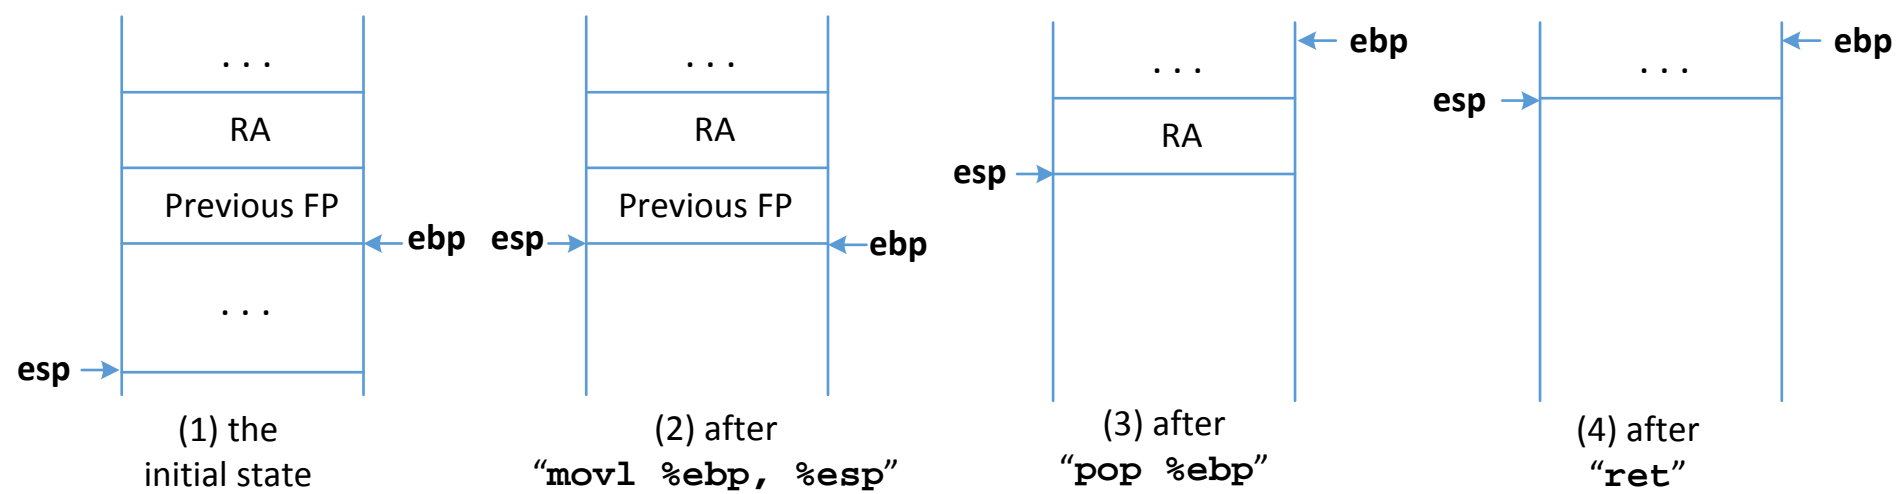 . . .
RA
Previous FP
ebp
. . .
esp
(1) the
initial state
. . .
RA
Previous FP
esp
ebp
(2) after
“movl %ebp, %esp”
ebp
. . .
RA
esp
(3) after
“pop %ebp”
ebp
. . .
esp
(4) after
“ret”